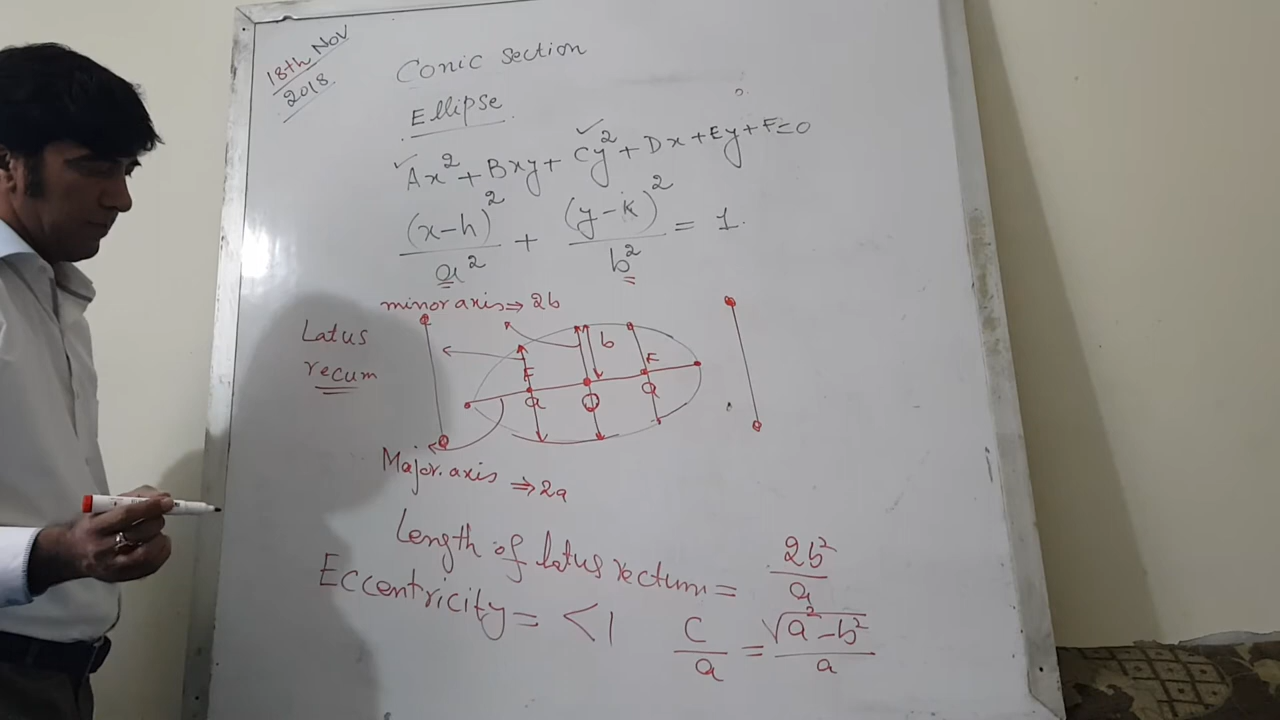 18th Nov
2018
Conic section
Ellipse
Ax² + Bxy + Cy² + Dx + Ey + F = 0
(x-h)²/a² + (y-k)²/b² = 1
minor axis ⇒ 2b
Latus
recum
b
F
F
a
O
a
Major axis ⇒ 2a
Length of latus rectum = 2b²/a
Eccentricity = <1 c/a = √a²-b²/a